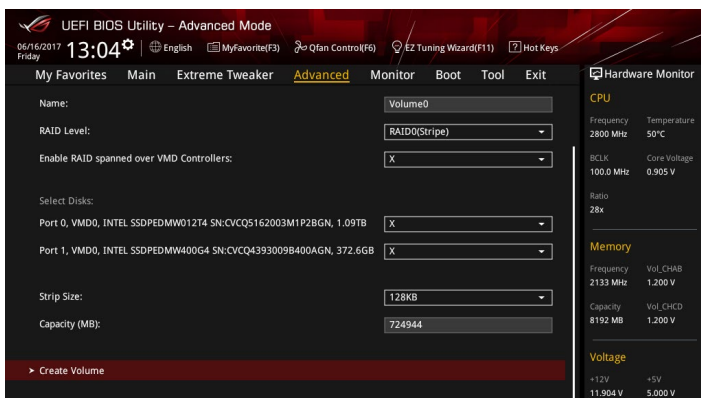 UEFI BIOS Utility – Advanced Mode
06/16/2017 Friday 13:04 English MyFavorite(F3) Qfan Control(F6) EZ Tuning Wizard(F11) ? Hot Keys
My Favorites Main Extreme Tweaker Advanced Monitor Boot Tool Exit
Name: Volume0
RAID Level: RAID0(Stripe)
Enable RAID spanned over VMD Controllers: X
Select Disks:
Port 0, VMD0, INTEL SSDPEDMW012T4 SN:CVCQ5162003M1P2BGN, 1.09TB X
Port 1, VMD0, INTEL SSDPEDMW400G4 SN:CVCQ4393009B400AGN, 372.6GB X
Strip Size: 128KB
Capacity (MB): 724944
> Create Volume
Hardware Monitor
CPU
Frequency Temperature
2800 MHz 50°C
BCLK Core Voltage
100.0 MHz 0.905 V
Ratio
28x
Memory
Frequency Vol_CHAB
2133 MHz 1.200 V
Capacity Vol_CHCD
8192 MB 1.200 V
Voltage
+12V +5V
11.904 V 5.000 V